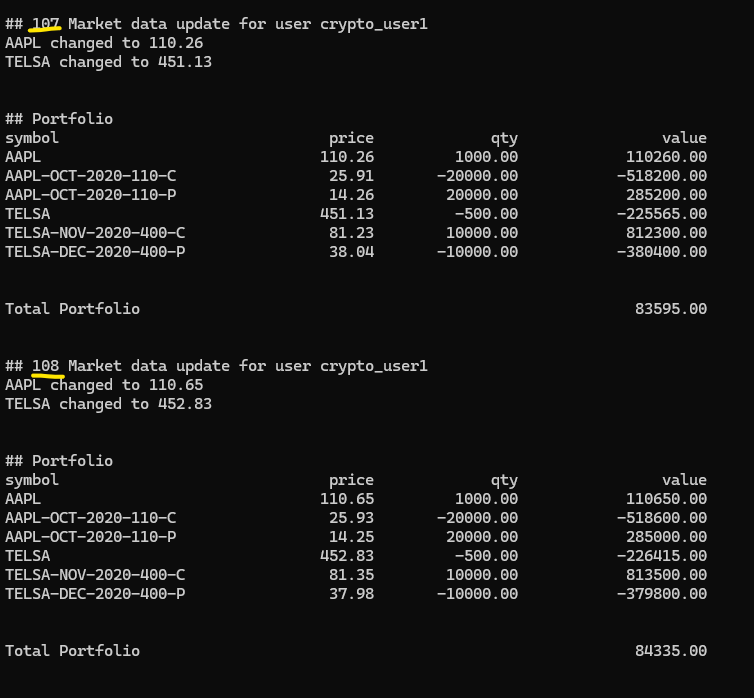 ## 107 Market data update for user crypto_user1
AAPL changed to 110.26
TELSA changed to 451.13
## Portfolio
symbol price qty value
AAPL 110.26 1000.00 110260.00
AAPL-OCT-2020-110-C 25.91 -20000.00 -518200.00
AAPL-OCT-2020-110-P 14.26 20000.00 285200.00
TELSA 451.13 -500.00 -225565.00
TELSA-NOV-2020-400-C 81.23 10000.00 812300.00
TELSA-DEC-2020-400-P 38.04 -10000.00 -380400.00
Total Portfolio 83595.00
## 108 Market data update for user crypto_user1
AAPL changed to 110.65
TELSA changed to 452.83
## Portfolio
symbol price qty value
AAPL 110.65 1000.00 110650.00
AAPL-OCT-2020-110-C 25.93 -20000.00 -518600.00
AAPL-OCT-2020-110-P 14.25 20000.00 285000.00
TELSA 452.83 -500.00 -226415.00
TELSA-NOV-2020-400-C 81.35 10000.00 813500.00
TELSA-DEC-2020-400-P 37.98 -10000.00 -379800.00
Total Portfolio 84335.00